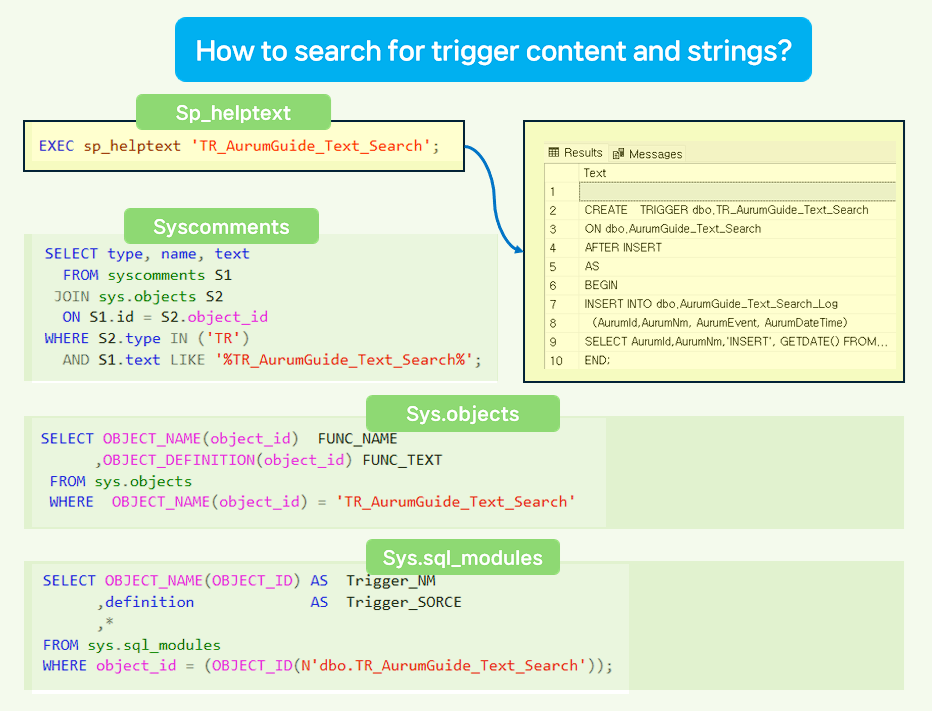 How to search for trigger content and strings?
Sp_helptext
EXEC sp_helptext 'TR_AurumGuide_Text_Search';
Results Messages
Text
1
2 CREATE TRIGGER dbo.TR_AurumGuide_Text_Search
3 ON dbo.AurumGuide_Text_Search
4 AFTER INSERT
5 AS
6 BEGIN
7 INSERT INTO dbo.AurumGuide_Text_Search_Log
8 (AurumId,AurumNm, AurumEvent, AurumDateTime)
9 SELECT AurumId,AurumNm,'INSERT', GETDATE() FROM...
10 END;
Syscomments
SELECT type, name, text
FROM syscomments S1
JOIN sys.objects S2
ON S1.id = S2.object_id
WHERE S2.type IN ('TR')
AND S1.text LIKE '%TR_AurumGuide_Text_Search%';
Sys.objects
SELECT OBJECT_NAME(object_id) FUNC_NAME
,OBJECT_DEFINITION(object_id) FUNC_TEXT
FROM sys.objects
WHERE OBJECT_NAME(object_id) = 'TR_AurumGuide_Text_Search'
Sys.sql_modules
SELECT OBJECT_NAME(OBJECT_ID) AS Trigger_NM
,definition AS Trigger_SORCE
,*
FROM sys.sql_modules
WHERE object_id = (OBJECT_ID(N'dbo.TR_AurumGuide_Text_Search'));